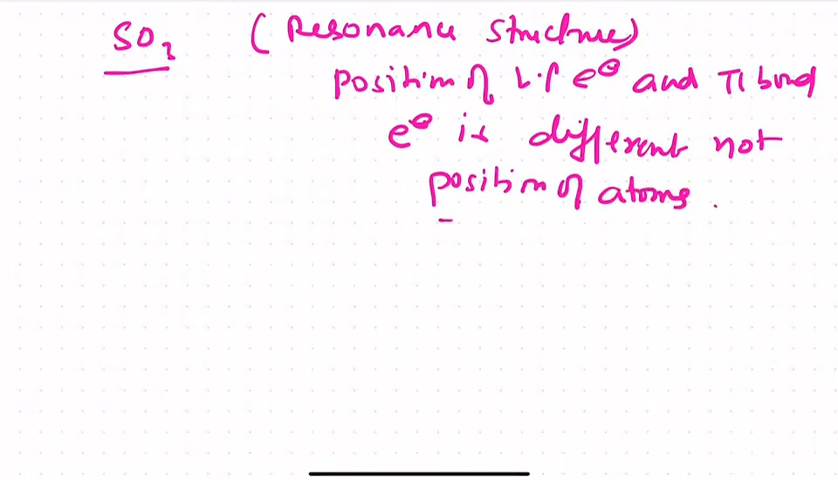 SO₂ (Resonance structure)
position of L.P e⊖ and π bond
e⊖ is different not
position of atoms.